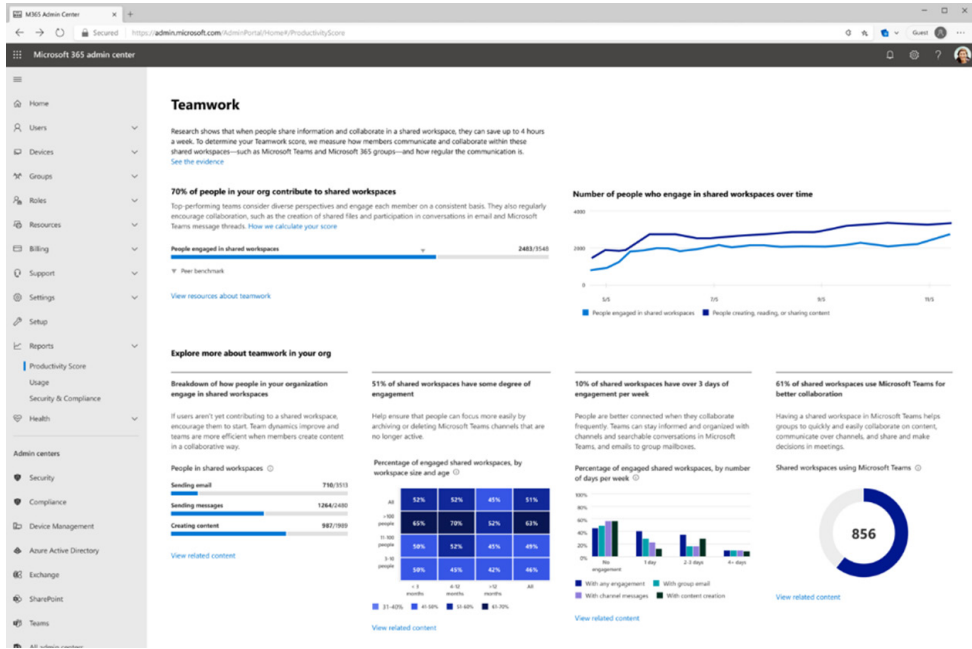 M365 Admin Center
Secured
https://admin.microsoft.com/AdminPortal/Home#/ProductivityScore
Guest
Microsoft 365 admin center
Home
Users
Devices
Groups
Roles
Resources
Billing
Support
Settings
Setup
Reports
Productivity Score
Usage
Security & Compliance
Health
Admin centers
Security
Compliance
Device Management
Azure Active Directory
Exchange
SharePoint
Teams
All admin centers
Teamwork
Research shows that when people share information and collaborate in a shared workspace, they can save up to 4 hours
a week. To determine your Teamwork score, we measure how members communicate and collaborate within these
shared workspaces—such as Microsoft Teams and Microsoft 365 groups—and how regular the communication is.
See the evidence
70% of people in your org contribute to shared workspaces
Top-performing teams consider diverse perspectives and engage each member on a consistent basis. They also regularly
encourage collaboration, such as the creation of shared files and participation in conversations in email and Microsoft
Teams message threads. How we calculate your score
People engaged in shared workspaces
2483/3548
Peer benchmark
View resources about teamwork
Number of people who engage in shared workspaces over time
4000
2000
0
5/5
9/5
People engaged in shared workspaces
People creating, reading, or sharing content
Explore more about teamwork in your org
Breakdown of how people in your organization
engage in shared workspaces
If users aren't yet contributing to a shared workspace,
encourage them to start. Team dynamics improve and
teams are more efficient when members create content
in a collaborative way.
People in shared workspaces
Sending email 710/3513
Sending messages 1264/2480
Creating content 987/1989
View related content
51% of shared workspaces have some degree of
engagement
Help ensure that people can focus more easily by
archiving or deleting Microsoft Teams channels that are
no longer active.
Percentage of engaged shared workspaces, by
workspace size and age
All 52% 52% 45% 51%
>100
people 65% 70% 52% 63%
11-100
people 50% 52% 45% 49%
3-10
people 50% 45% 42% 46%
< 3
months
4-12
months
>12
months
All
31-40% 41-50% 51-60% 61-70%
View related content
10% of shared workspaces have over 3 days of
engagement per week
People are better connected when they collaborate
frequently. Teams can stay informed and organized with
channels and searchable conversations in Microsoft
Teams, and emails to group mailboxes.
Percentage of engaged shared workspaces, by number
of days per week
100%
80%
60%
40%
20%
0%
No
engagement
1 day
2-3 days
4+ days
With any engagement
With group email
With channel messages
With content creation
View related content
61% of shared workspaces use Microsoft Teams for
better collaboration
Having a shared workspace in Microsoft Teams helps
groups to quickly and easily collaborate on content,
communicate over channels, and share and make
decisions in meetings.
Shared workspaces using Microsoft Teams
856
View related content